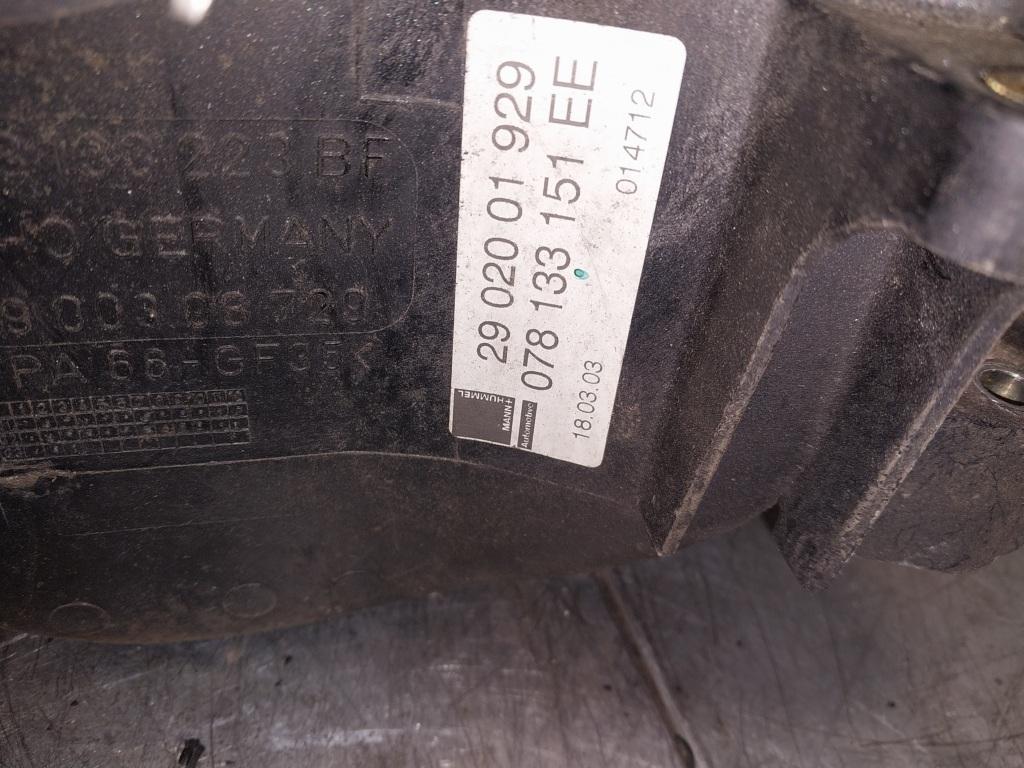 223 BF
GERMANY
PA 66-GF35<
29 020 01 929
078 133 151 EE
014712
18.03.03
MANN+
HUMMEL
Automotive